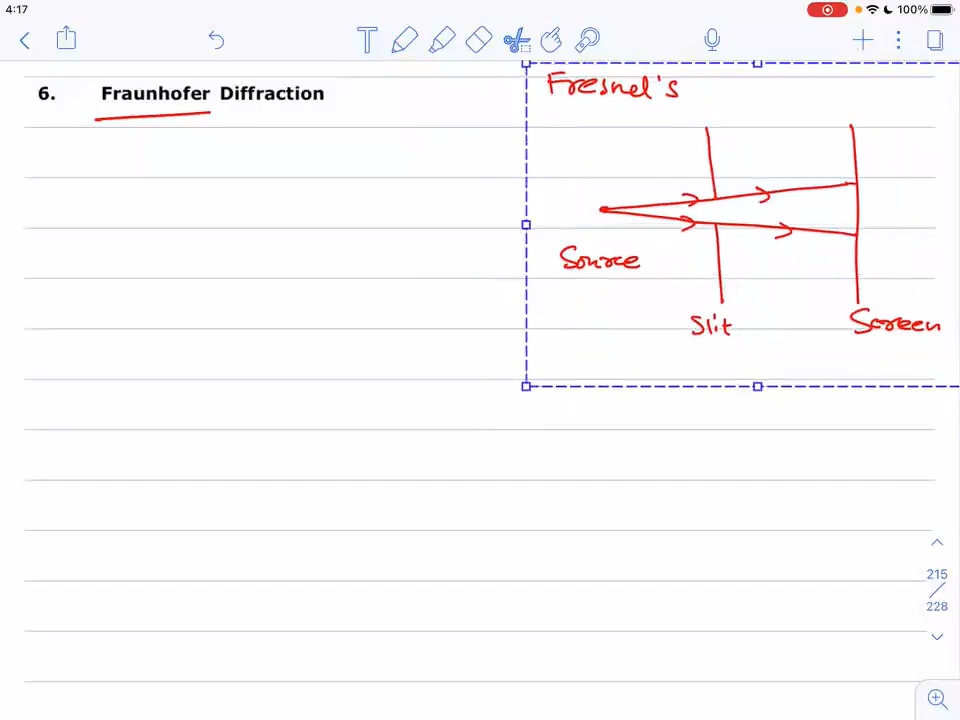 4:17
100%
T
6. Fraunhofer Diffraction
Fresnel's
Source
Slit
Screen
215
/
228